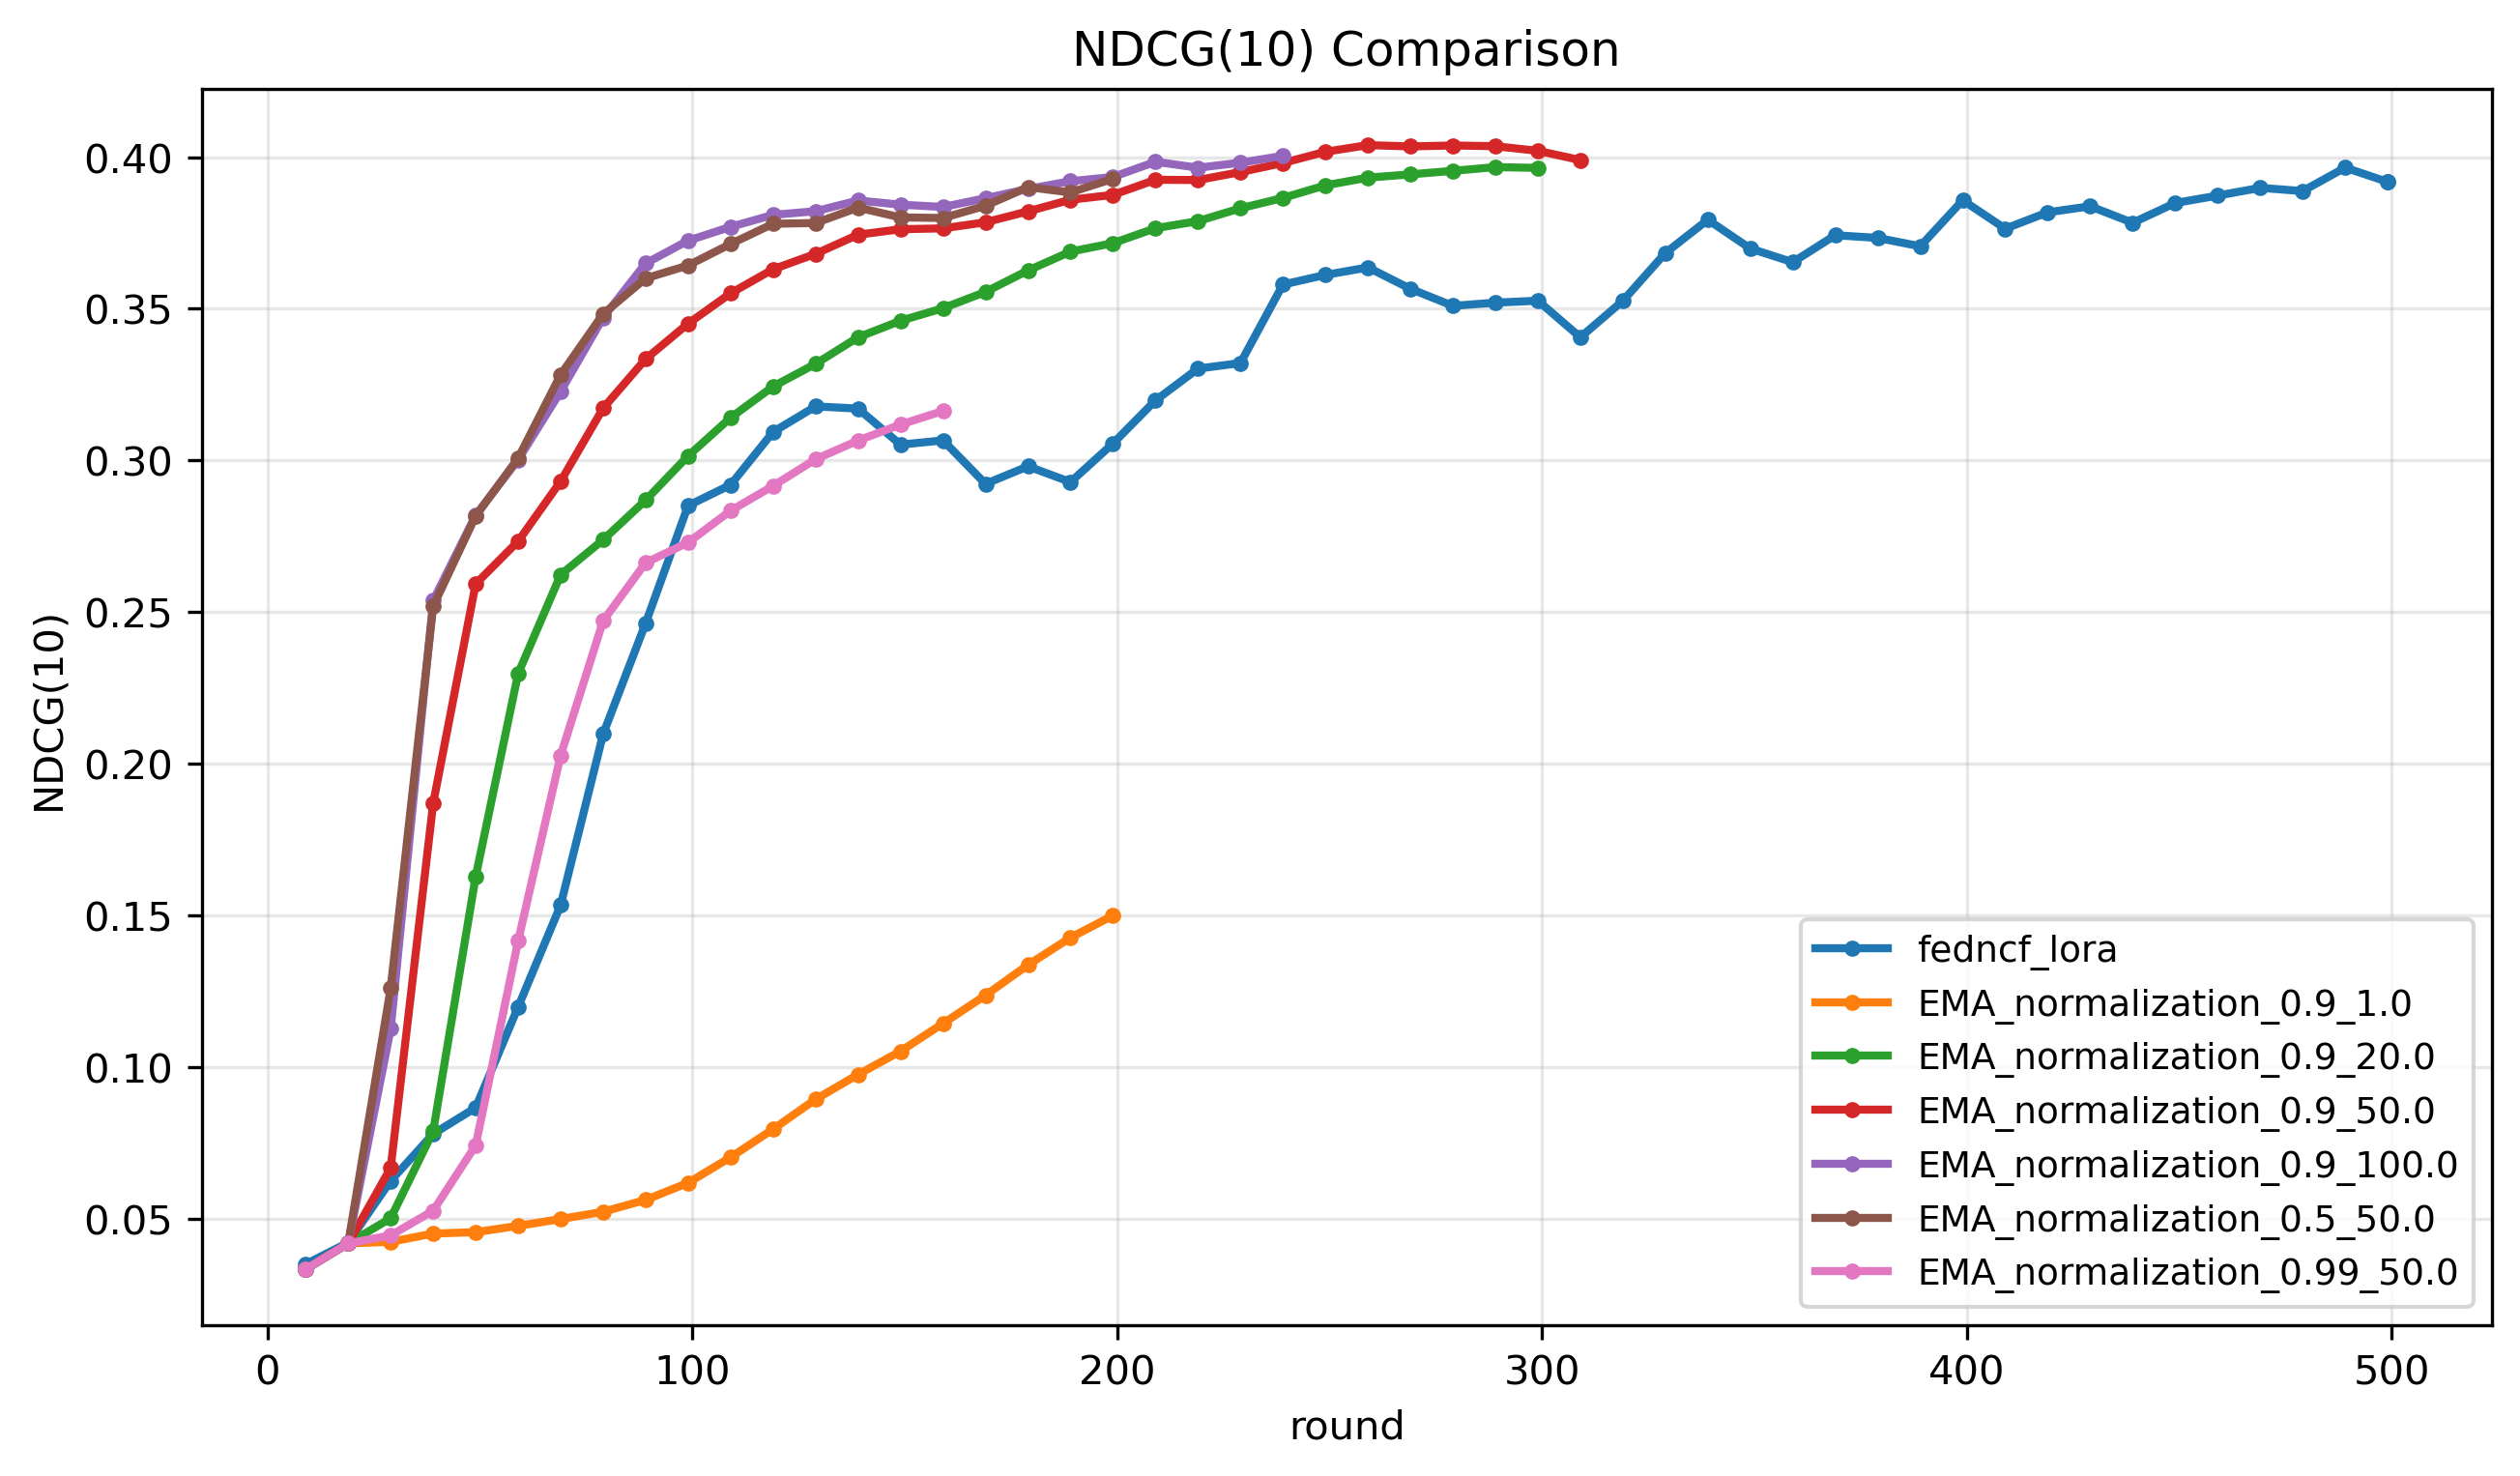 NDCG(10) Comparison
NDCG(10)
0.40
0.35
0.30
0.25
0.20
0.15
0.10
0.05
0 100 200 300 400 500
round
fedncf_lora
EMA_normalization_0.9_1.0
EMA_normalization_0.9_20.0
EMA_normalization_0.9_50.0
EMA_normalization_0.9_100.0
EMA_normalization_0.5_50.0
EMA_normalization_0.99_50.0